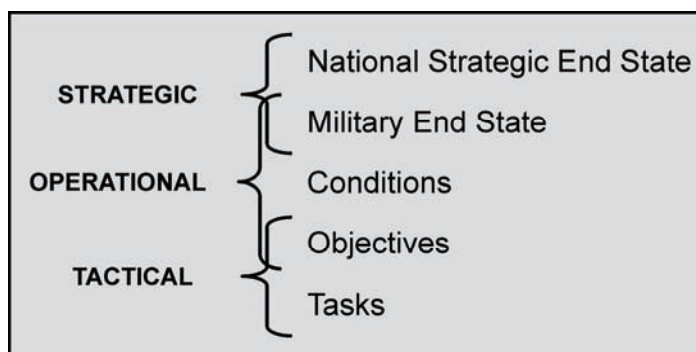 National Strategic End State
STRATEGIC
Military End State
OPERATIONAL
Conditions
Objectives
TACTICAL
Tasks